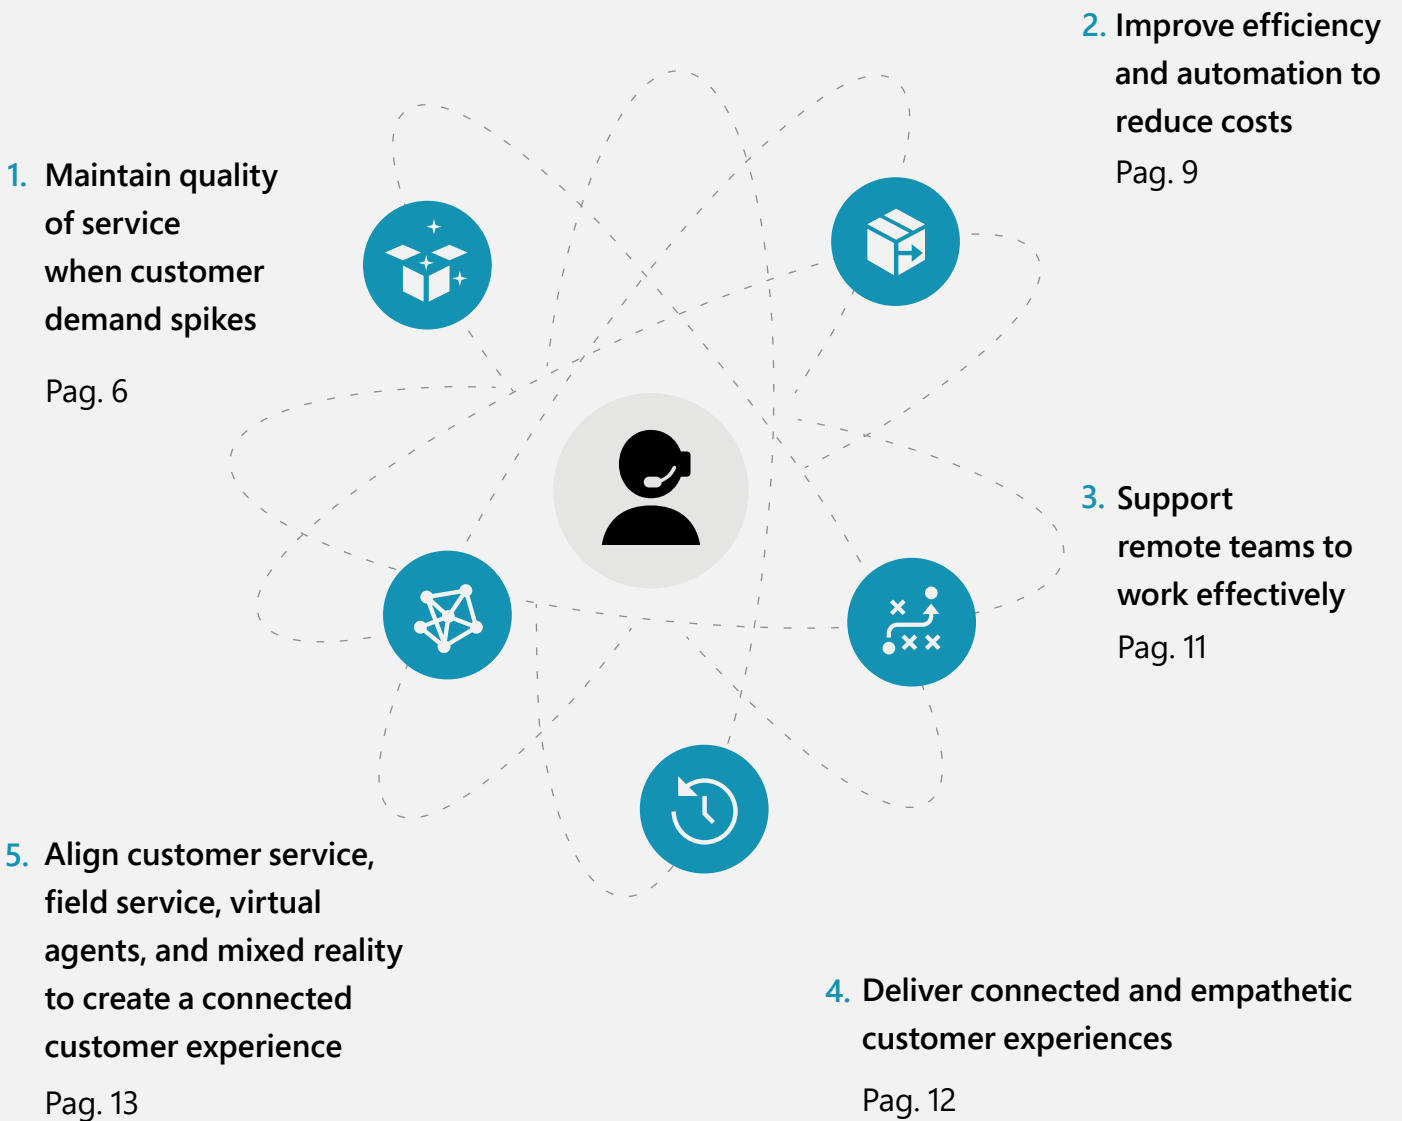 1. Maintain quality
of service
when customer
demand spikes
Pag. 6
2. Improve efficiency
and automation to
reduce costs
Pag. 9
3. Support
remote teams to
work effectively
Pag. 11
4. Deliver connected and empathetic
customer experiences
Pag. 12
5. Align customer service,
field service, virtual
agents, and mixed reality
to create a connected
customer experience
Pag. 13